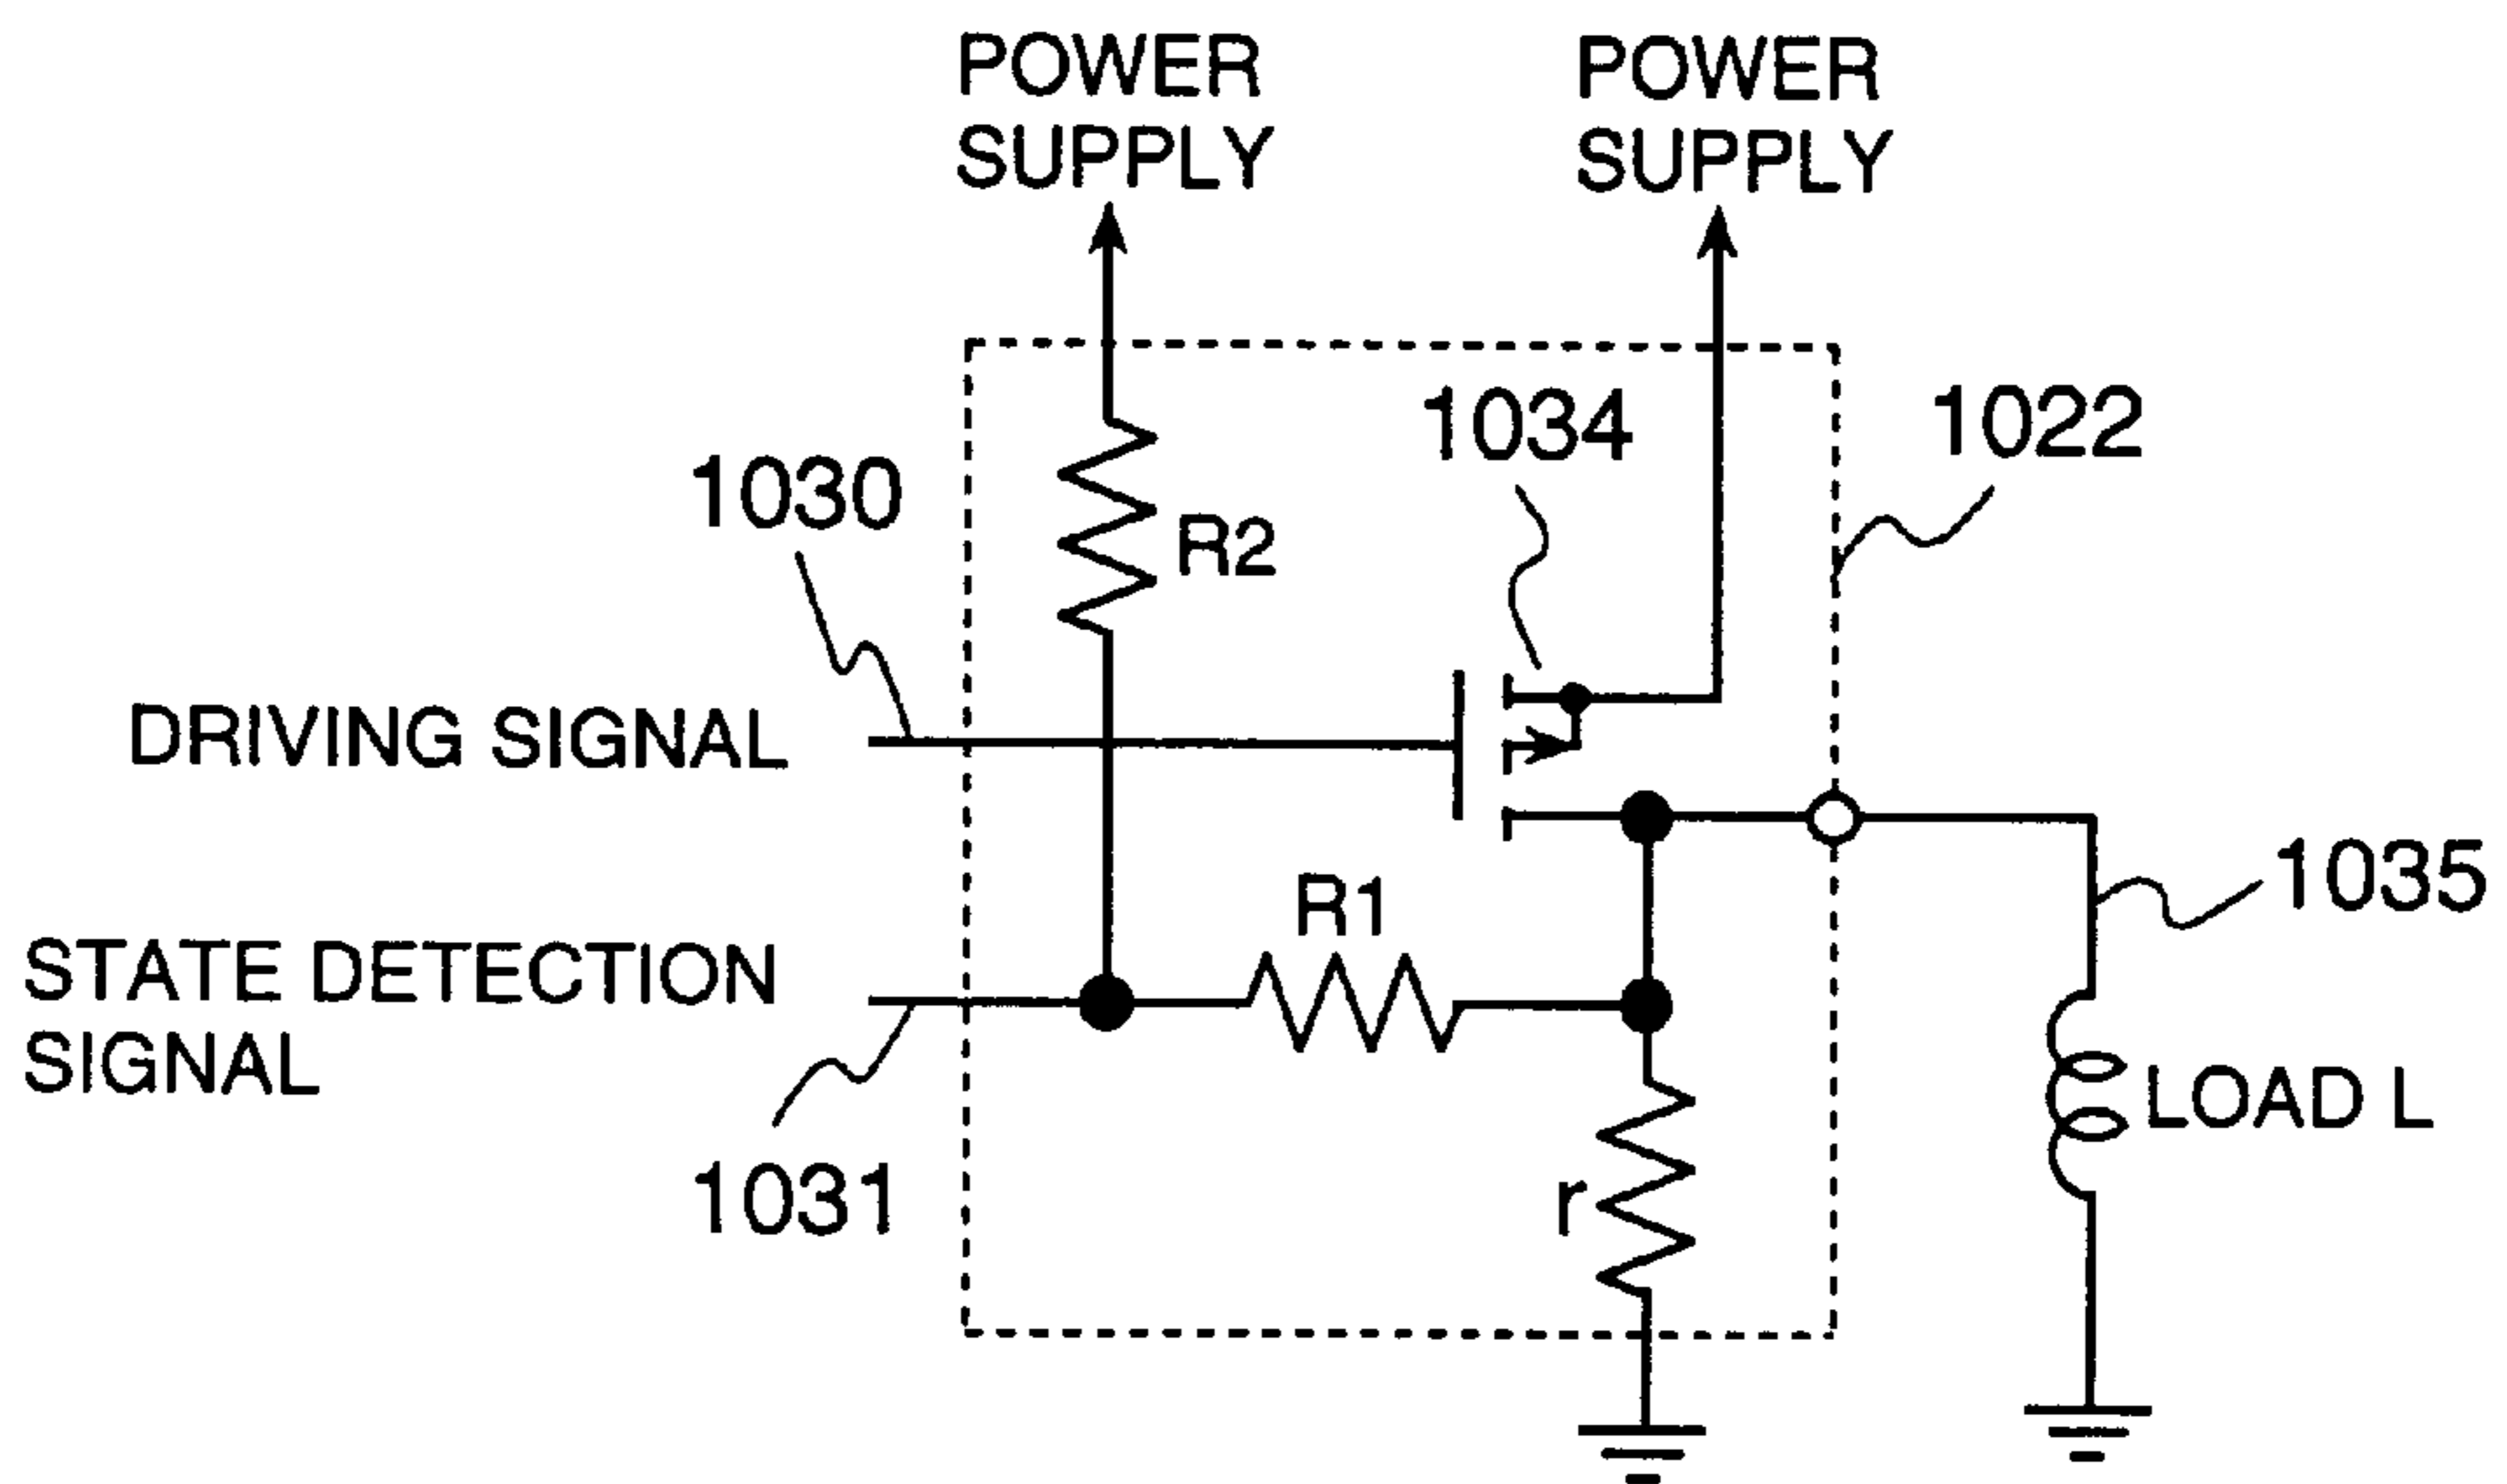 POWER
SUPPLY
POWER
SUPPLY
1034
1022
1030
R2
DRIVING SIGNAL
R1
1035
STATE DETECTION
SIGNAL
LOAD L
1031
r